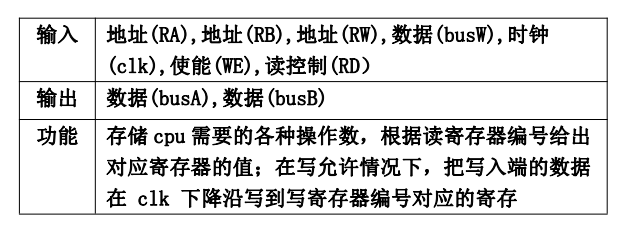 输入 地址(RA),地址(RB),地址(RW),数据(busW),时钟
(clk),使能(WE),读控制(RD）
输出 数据(busA),数据(busB)
功能 存储 cpu 需要的各种操作数，根据读寄存器编号给出
对应寄存器的值；在写允许情况下，把写入端的数据
在 clk 下降沿写到写寄存器编号对应的寄存